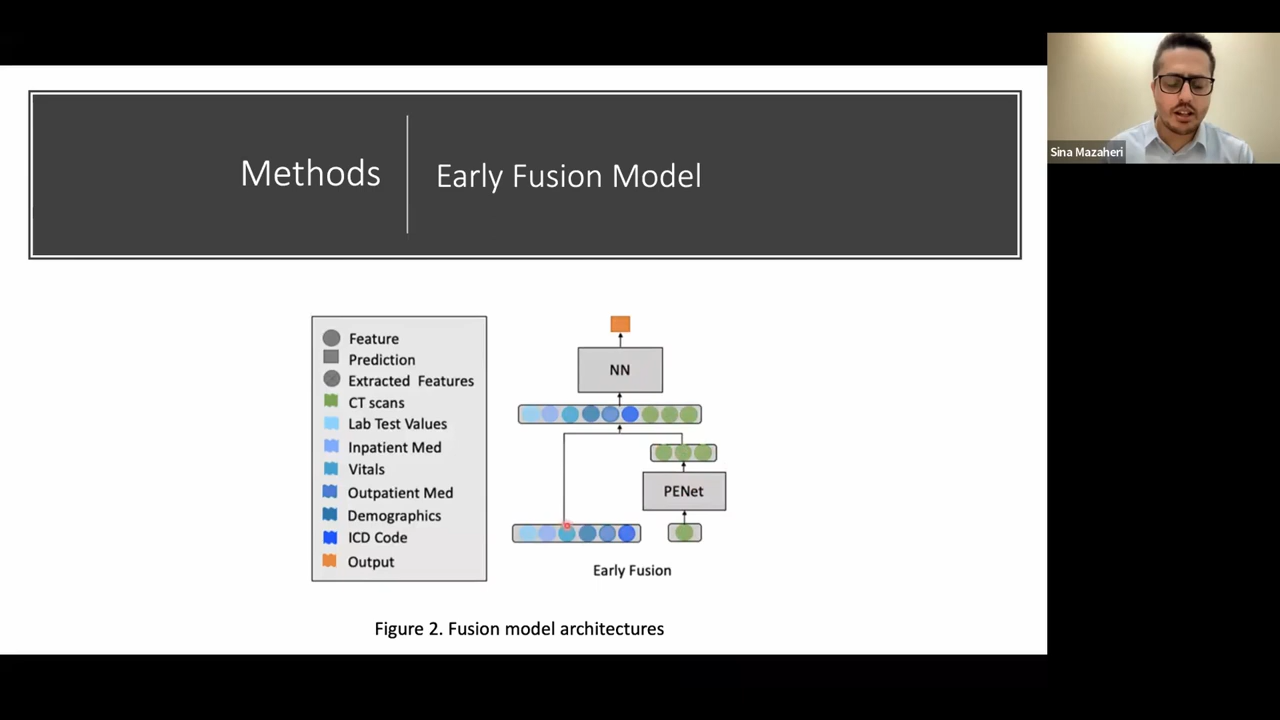 Methods
Early Fusion Model
Sina Mazaheri
Feature
Prediction
Extracted Features
CT scans
Lab Test Values
Inpatient Med
Vitals
Outpatient Med
Demographics
ICD Code
Output
NN
PENet
Early Fusion
Figure 2. Fusion model architectures